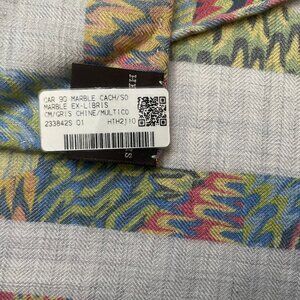 CAR 90 MARBLE CACH/SO
MARBLE EX-LIBRIS
CM/GRIS CHINE/MULTICO
233842S 01 HTH2110